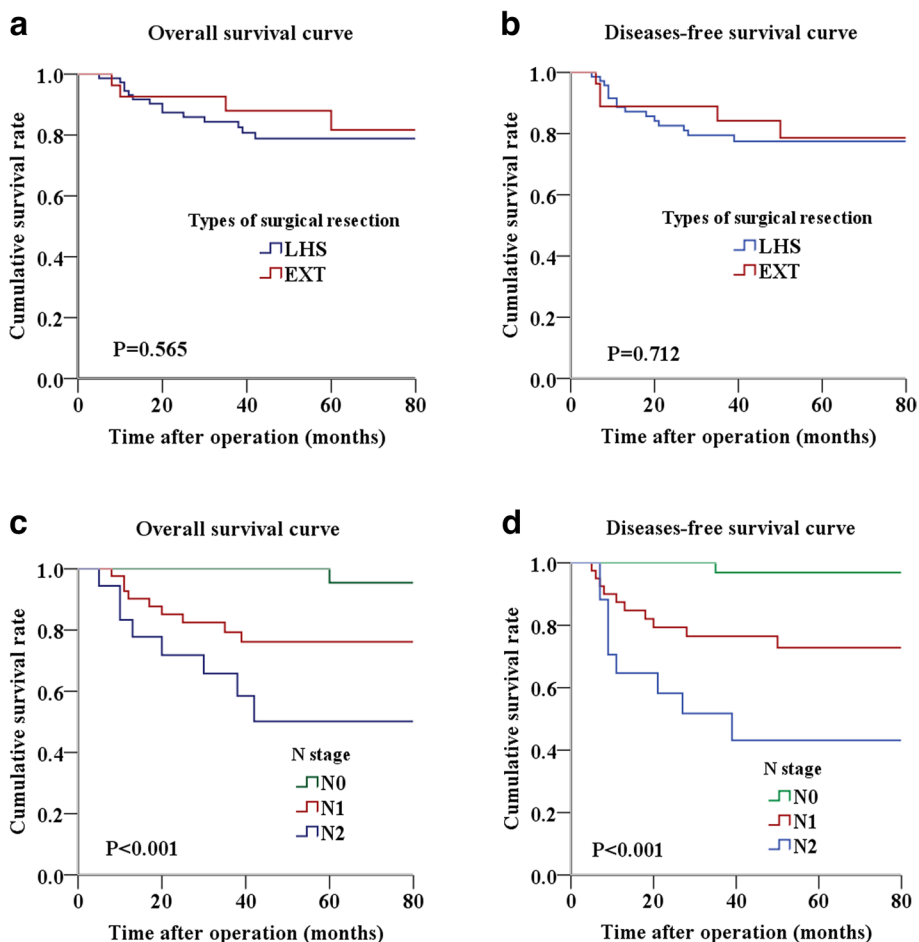 a
Overall survival curve
1.0
0.8
0.6
0.4
0.2
0.0
Cumulative survival rate
Types of surgical resection
LHS
EXT
P=0.565
0 20 40 60 80
Time after operation (months)
b
Diseases-free survival curve
1.0
0.8
0.6
0.4
0.2
0.0
Cumulative survival rate
Types of surgical resection
LHS
EXT
P=0.712
0 20 40 60 80
Time after operation (months)
c
Overall survival curve
1.0
0.8
0.6
0.4
0.2
0.0
Cumulative survival rate
N stage
N0
N1
N2
P<0.001
0 20 40 60 80
Time after operation (months)
d
Diseases-free survival curve
1.0
0.8
0.6
0.4
0.2
0.0
Cumulative survival rate
N stage
N0
N1
N2
P<0.001
0 20 40 60 80
Time after operation (months)